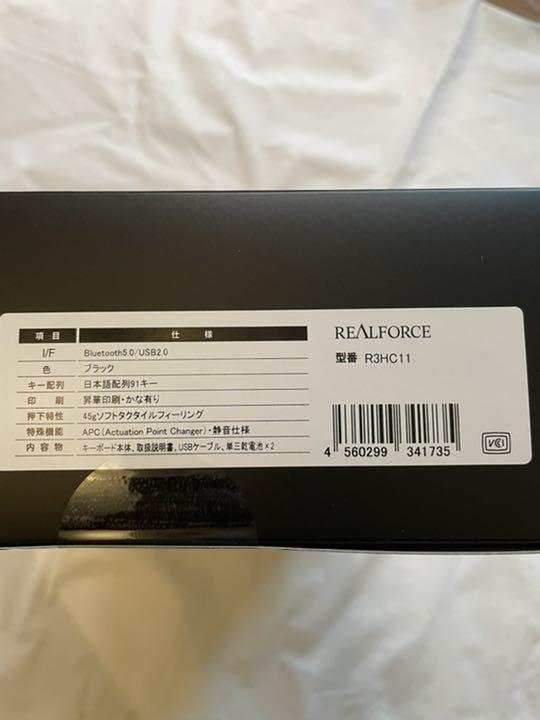 項目 仕様
I/F Bluetooth5.0/USB2.0
色 ブラック
キー配列 日本語配列91キー
印刷 昇華印刷・かな有り
押下特性 45gソフトタクタイルフィーリング
特殊機能 APC(Actuation Point Changer)・静音仕様
内容物 キーボード本体、取扱説明書、USBケーブル、単三乾電池×2
REALFORCE
型番 R3HC11
4 560299 341735
VCCI